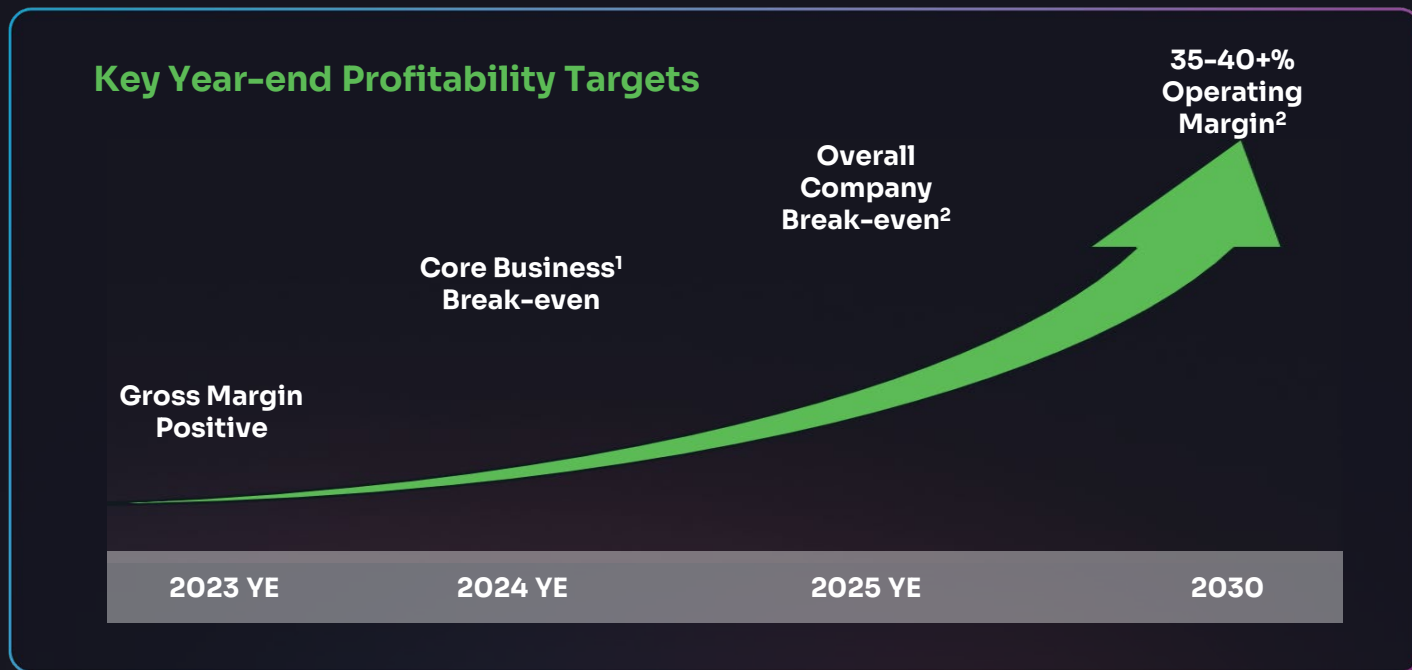 Key Year-end Profitability Targets
35-40+%
Operating
Margin²
Overall
Company
Break-even²
Core Business¹
Break-even
Gross Margin
Positive
2023 YE
2024 YE
2025 YE
2030